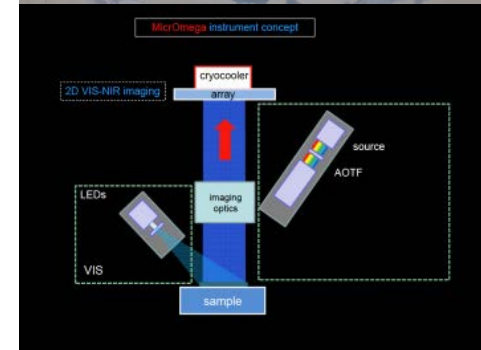 MicrOmega instrument concept
cryocooler
2D VIS-NIR imaging
array
source
AOTF
LEDs
imaging
optics
VIS
sample